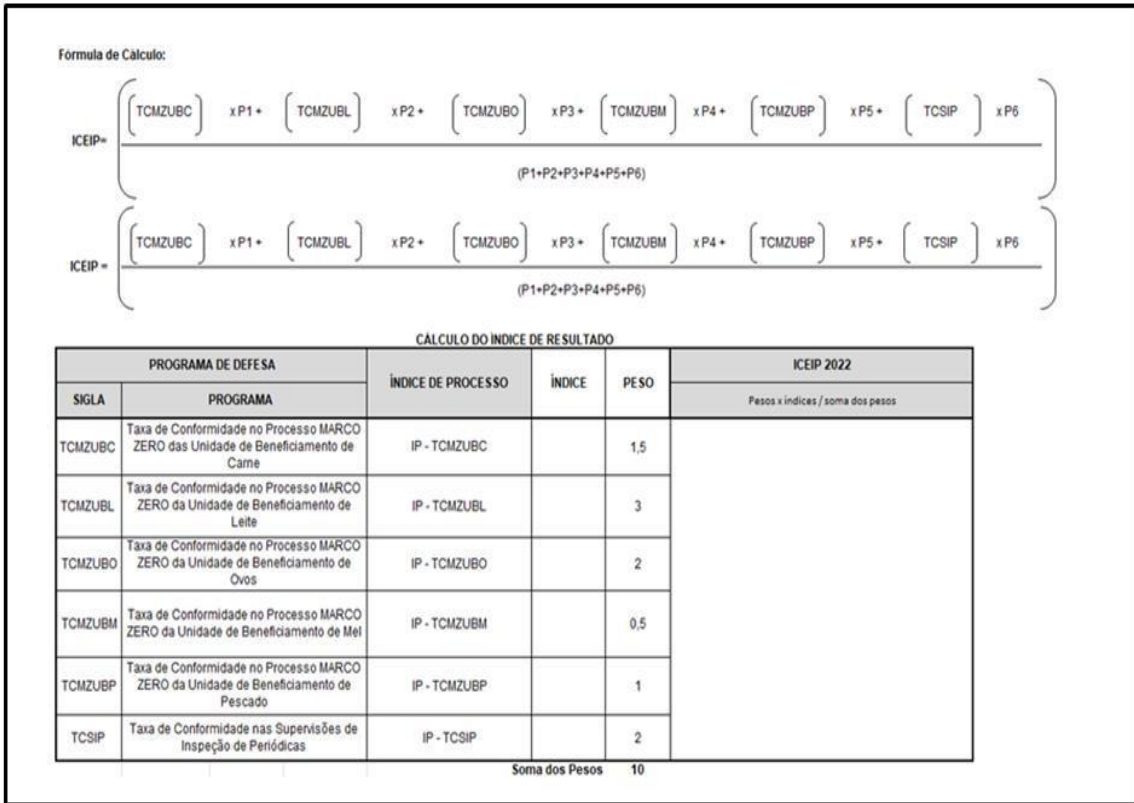 Fórmula de Cálculo:
ICEIP= TCMZUBC x P1 + TCMZUBL x P2 + TCMZUBO x P3 + TCMZUBM x P4 + TCMZUBP x P5 + TCSIP x P6
(P1+P2+P3+P4+P5+P6)
ICEIP = TCMZUBC x P1 + TCMZUBL x P2 + TCMZUBO x P3 + TCMZUBM x P4 + TCMZUBP x P5 + TCSIP x P6
(P1+P2+P3+P4+P5+P6)
CÁLCULO DO ÍNDICE DE RESULTADO
PROGRAMA DE DEFESA ÍNDICE DE PROCESSO ÍNDICE PESO ICEIP 2022
SIGLA PROGRAMA Pesos x indices / soma dos pesos
TCMZUBC Taxa de Conformidade no Processo MARCO
ZERO das Unidade de Beneficiamento de
Carne IP - TCMZUBC 1,5
TCMZUBL Taxa de Conformidade no Processo MARCO
ZERO da Unidade de Beneficiamento de
Leite IP - TCMZUBL 3
TCMZUBO Taxa de Conformidade no Processo MARCO
ZERO da Unidade de Beneficiamento de
Ovos IP - TCMZUBO 2
TCMZUBM Taxa de Conformidade no Processo MARCO
ZERO da Unidade de Beneficiamento de Mel IP - TCMZUBM 0,5
TCMZUBP Taxa de Conformidade no Processo MARCO
ZERO da Unidade de Beneficiamento de
Pescado IP - TCMZUBP 1
TCSIP Taxa de Conformidade nas Supervisões de
Inspeção de Periódicas IP - TCSIP 2
Soma dos Pesos 10